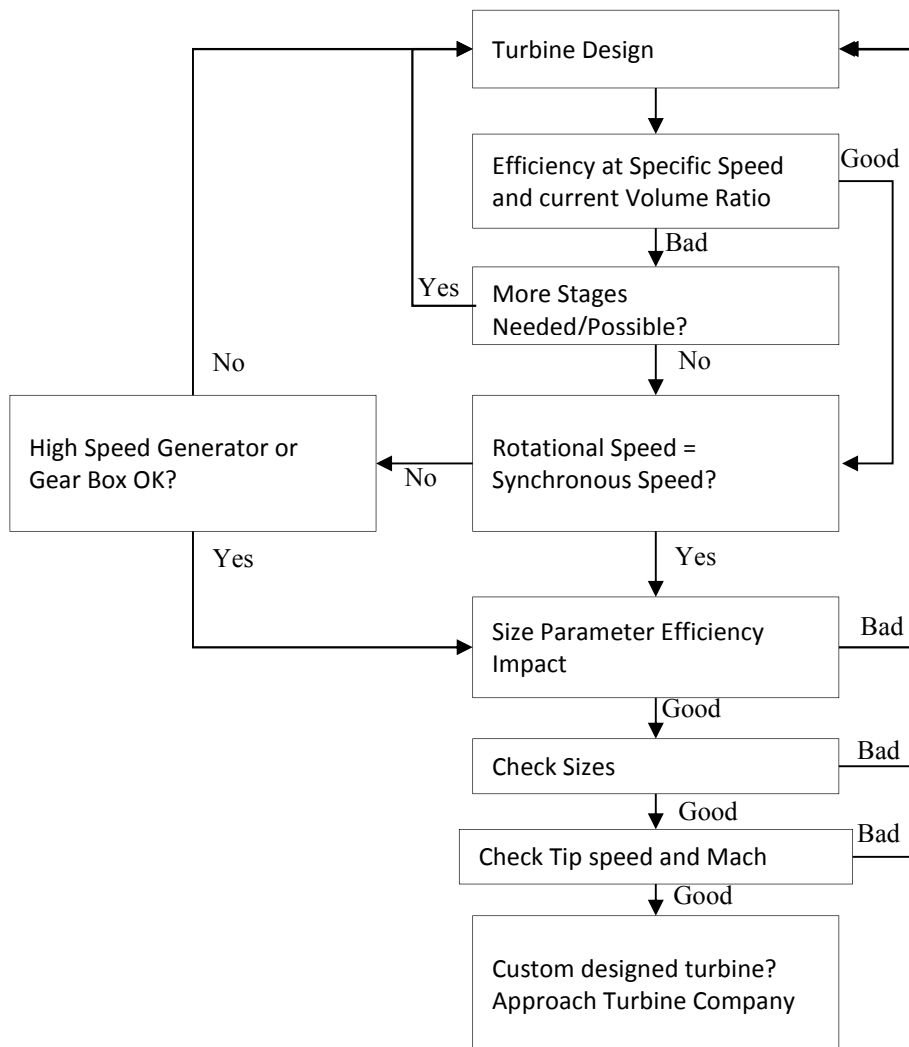 Turbine Design
Efficiency at Specific Speed
and current Volume Ratio
Good
Bad
Yes
More Stages
Needed/Possible?
No
No
High Speed Generator or
Gear Box OK?
No
Rotational Speed =
Synchronous Speed?
Yes
Yes
Size Parameter Efficiency
Impact
Bad
Good
Check Sizes
Bad
Good
Check Tip speed and Mach
Bad
Good
Custom designed turbine?
Approach Turbine Company